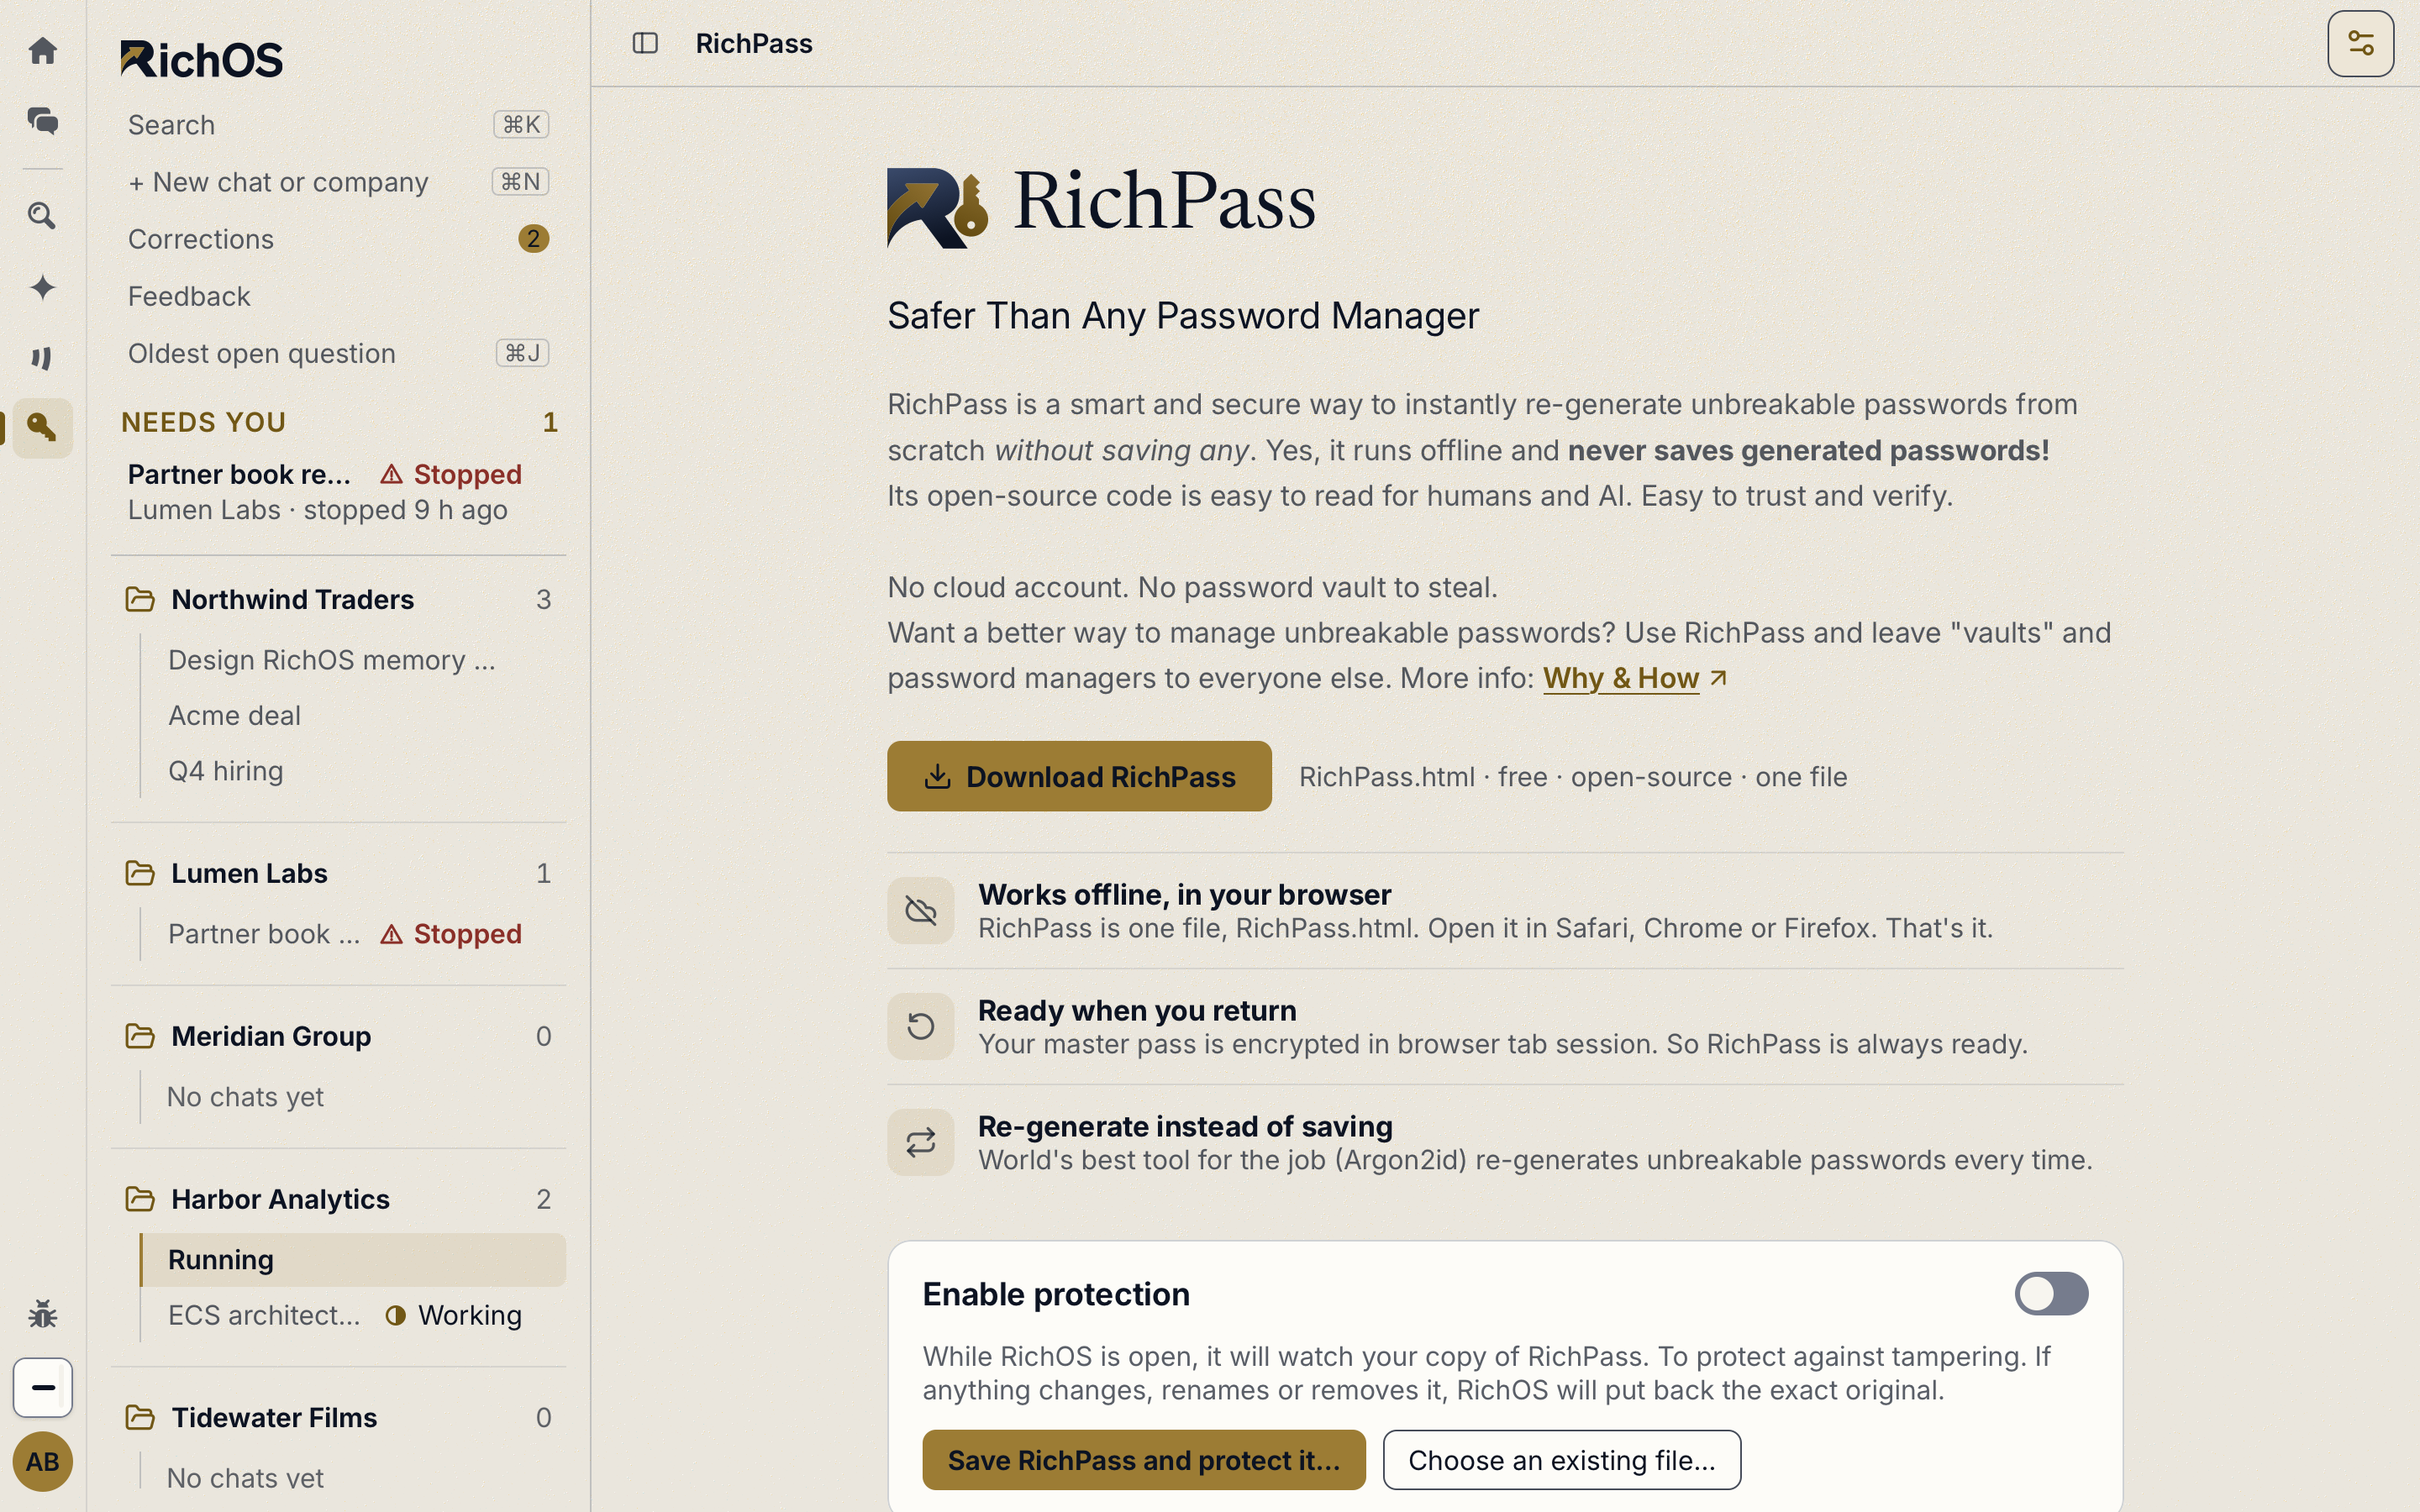 RichOS
Search ⌘K
+ New chat or company ⌘N
Corrections 2
Feedback
Oldest open question ⌘J
NEEDS YOU 1
Partner book re... Stopped
Lumen Labs · stopped 9 h ago
Northwind Traders 3
Design RichOS memory ...
Acme deal
Q4 hiring
Lumen Labs 1
Partner book ... Stopped
Meridian Group 0
No chats yet
Harbor Analytics 2
Running
ECS architect... Working
Tidewater Films 0
No chats yet
AB
RichPass
RichPass
Safer Than Any Password Manager
RichPass is a smart and secure way to instantly re-generate unbreakable passwords from
scratch without saving any. Yes, it runs offline and never saves generated passwords!
Its open-source code is easy to read for humans and AI. Easy to trust and verify.
No cloud account. No password vault to steal.
Want a better way to manage unbreakable passwords? Use RichPass and leave "vaults" and
password managers to everyone else. More info: Why & How
Download RichPass RichPass.html · free · open-source · one file
Works offline, in your browser
RichPass is one file, RichPass.html. Open it in Safari, Chrome or Firefox. That's it.
Ready when you return
Your master pass is encrypted in browser tab session. So RichPass is always ready.
Re-generate instead of saving
World's best tool for the job (Argon2id) re-generates unbreakable passwords every time.
Enable protection
While RichOS is open, it will watch your copy of RichPass. To protect against tampering. If
anything changes, renames or removes it, RichOS will put back the exact original.
Save RichPass and protect it... Choose an existing file...